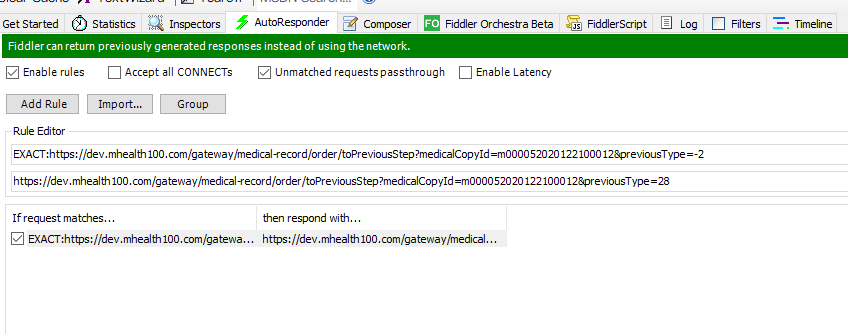 Get Started Statistics Inspectors AutoResponder Composer FO Fiddler Orchestra Beta JS FiddlerScript Log Filters Timeline
Fiddler can return previously generated responses instead of using the network.
Enable rules Accept all CONNECTs Unmatched requests passthrough Enable Latency
Add Rule Import... Group
Rule Editor
EXACT:https://dev.mhealth100.com/gateway/medical-record/order/toPreviousStep?medicalCopyId=m000052020122100012&previousType=-2
https://dev.mhealth100.com/gateway/medical-record/order/toPreviousStep?medicalCopyId=m000052020122100012&previousType=28
If request matches... then respond with...
EXACT:https://dev.mhealth100.com/gatewa... https://dev.mhealth100.com/gateway/medical...